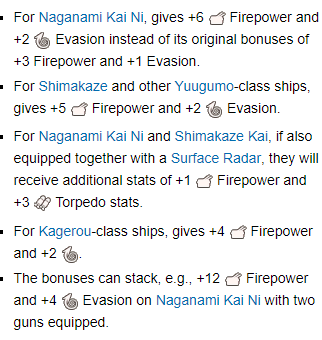 For Naganami Kai Ni, gives +6 Firepower and
+2 Evasion instead of its original bonuses of
+3 Firepower and +1 Evasion.
For Shimakaze and other Yuugumo-class ships,
gives +5 Firepower and +2 Evasion.
For Naganami Kai Ni and Shimakaze Kai, if also
equipped together with a Surface Radar, they will
receive additional stats of +1 Firepower and
+3 Torpedo stats.
For Kagerou-class ships, gives +4 Firepower
and +2 .
The bonuses can stack, e.g., +12 Firepower
and +4 Evasion on Naganami Kai Ni with two
guns equipped.